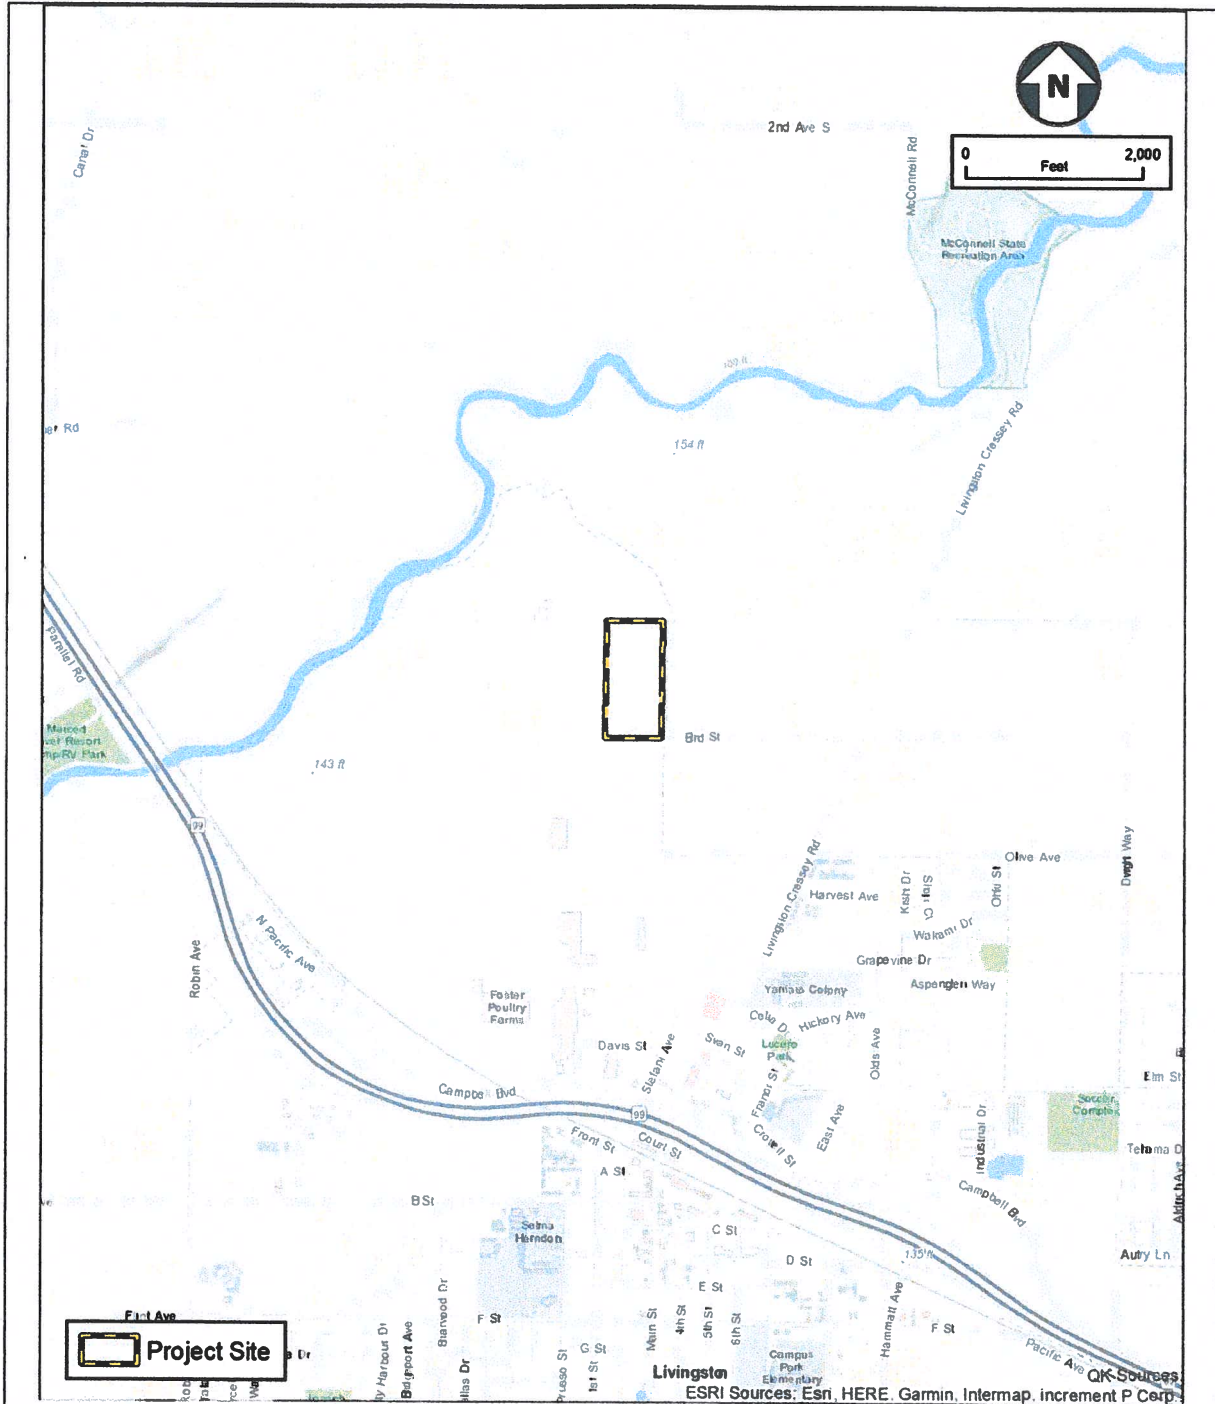 N
0 2,000
Feet
2nd Ave S
Canal Dr
McConnell Rd
McConnell State
Recreation Area
109 ft
154 ft
Livingston Cressey Rd
Parallel Rd
Merced
RV Park
143 ft
Bird St
99
Olive Ave
Dwight Way
Livingston Cressey Rd
Harvest Ave
Kish Dr
Olds St
Wakami Dr
Grapevine Dr
Aspenglen Way
Yamato Colony
N Pacific Ave
Robin Ave
Foster
Poultry
Farms
Davis St
Stefani Ave
Swan St
Hickory Ave
Lucero
Park
Olds Ave
Elm St
Campbell Blvd
99
Francis St
East Ave
Crowell St
Industrial Dr
Soccer
Complex
Front St
Court St
A St
B St
Campbell Blvd
Selma
Herndon
C St
D St
135 ft
Autry Ln
E St
Main St
4th St
5th St
6th St
Hammatt Ave
F St
F St
Pacific Ave
Project Site
Bridgeport Ave
Briarwood Dr
G St
1st St
Campus
Park
Elementary
Livingston
QK-Sources
ESRI Sources: Esri, HERE, Garmin, Intermap, increment P Corp.